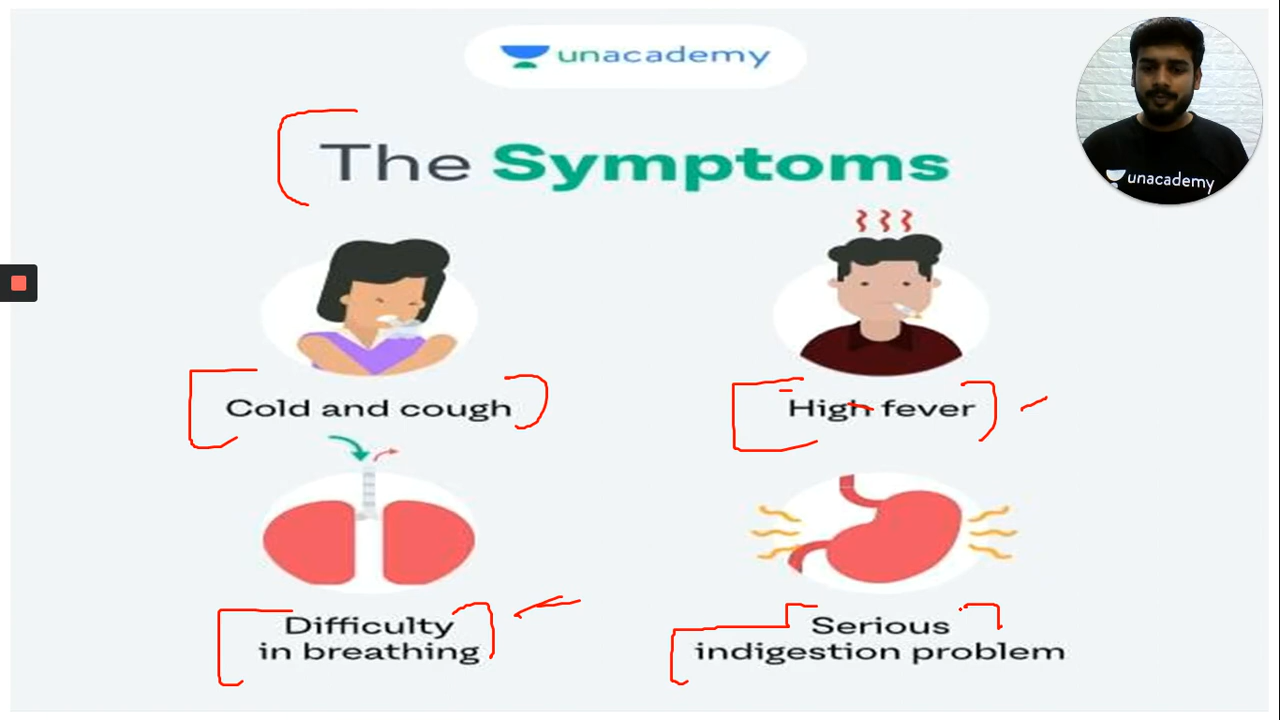 unacademy
unacademy
The Symptoms
Cold and cough
High fever
Difficulty
in breathing
Serious
indigestion problem